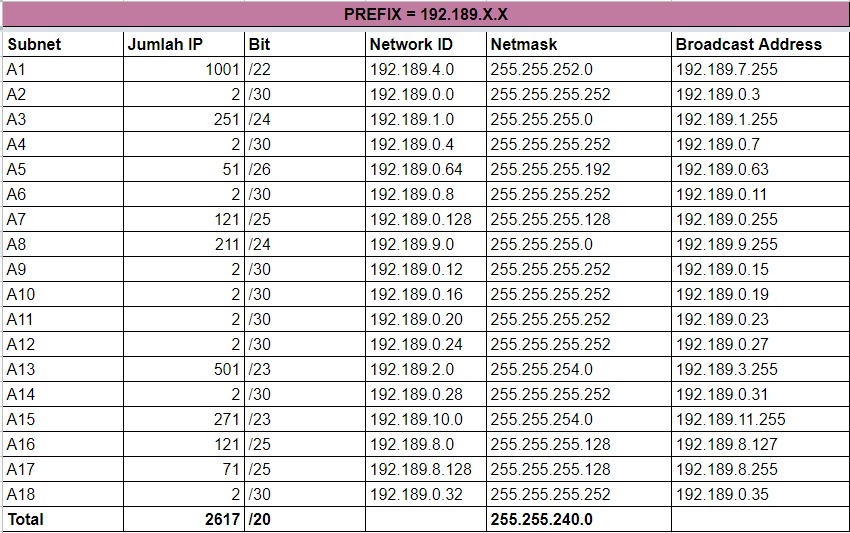 PREFIX = 192.189.X.X
Subnet Jumlah IP Bit Network ID Netmask Broadcast Address
A1 1001 /22 192.189.4.0 255.255.252.0 192.189.7.255
A2 2 /30 192.189.0.0 255.255.255.252 192.189.0.3
A3 251 /24 192.189.1.0 255.255.255.0 192.189.1.255
A4 2 /30 192.189.0.4 255.255.255.252 192.189.0.7
A5 51 /26 192.189.0.64 255.255.255.192 192.189.0.63
A6 2 /30 192.189.0.8 255.255.255.252 192.189.0.11
A7 121 /25 192.189.0.128 255.255.255.128 192.189.0.255
A8 211 /24 192.189.9.0 255.255.255.0 192.189.9.255
A9 2 /30 192.189.0.12 255.255.255.252 192.189.0.15
A10 2 /30 192.189.0.16 255.255.255.252 192.189.0.19
A11 2 /30 192.189.0.20 255.255.255.252 192.189.0.23
A12 2 /30 192.189.0.24 255.255.255.252 192.189.0.27
A13 501 /23 192.189.2.0 255.255.254.0 192.189.3.255
A14 2 /30 192.189.0.28 255.255.255.252 192.189.0.31
A15 271 /23 192.189.10.0 255.255.254.0 192.189.11.255
A16 121 /25 192.189.8.0 255.255.255.128 192.189.8.127
A17 71 /25 192.189.8.128 255.255.255.128 192.189.8.255
A18 2 /30 192.189.0.32 255.255.255.252 192.189.0.35
Total 2617 /20 255.255.240.0